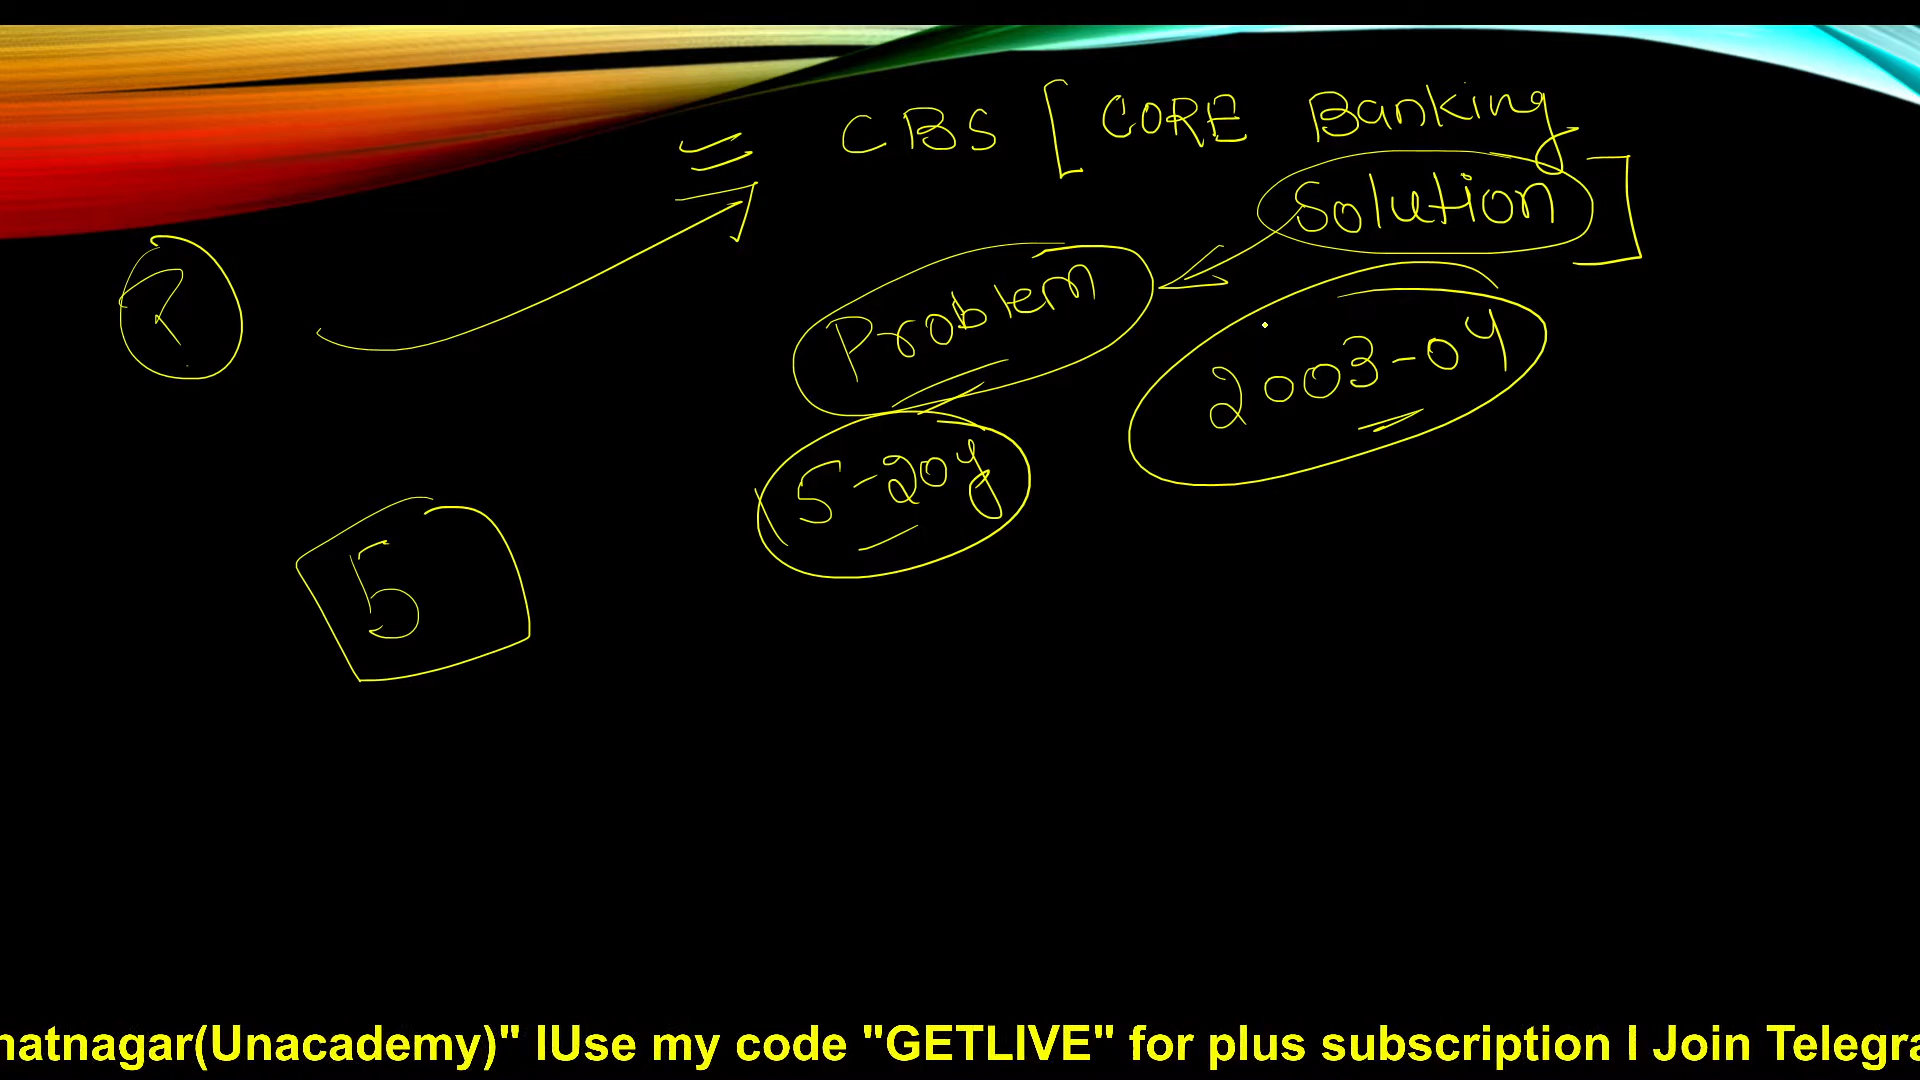 CBS [CORE Banking
Solution]
?
Problem
2003-04
5-20y
5
hatnagar(Unacademy)" IUse my code "GETLIVE" for plus subscription I Join Telegra